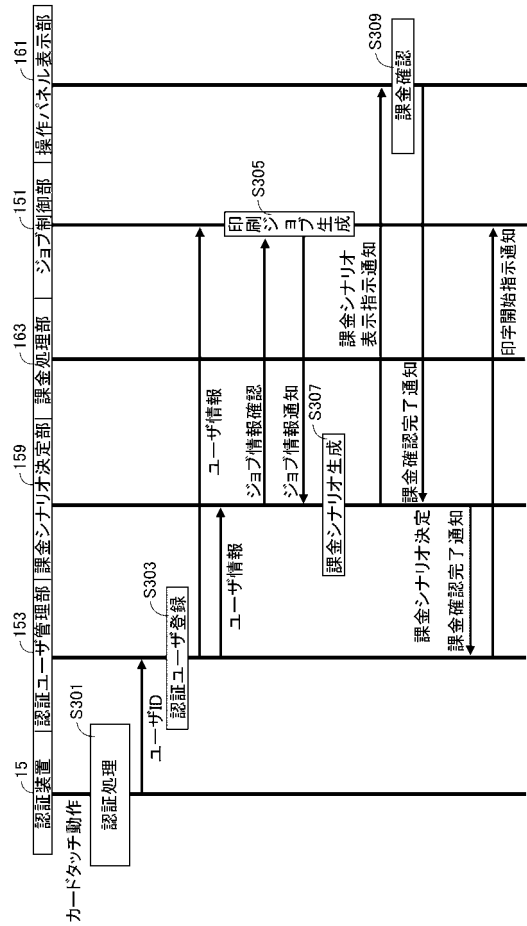 15
153
159
163
151
161
認証装置
認証ユーザ管理部
課金シナリオ決定部
課金処理部
ジョブ制御部
操作パネル表示部
カードタッチ動作
S301
認証処理
ユーザID
S303
認証ユーザ登録
ユーザ情報
ユーザ情報
ジョブ情報確認
S305
印刷ジョブ生成
ジョブ情報通知
S307
課金シナリオ生成
課金シナリオ
表示指示通知
S309
課金確認
課金確認完了通知
課金シナリオ決定
課金確認完了通知
印字開始指示通知